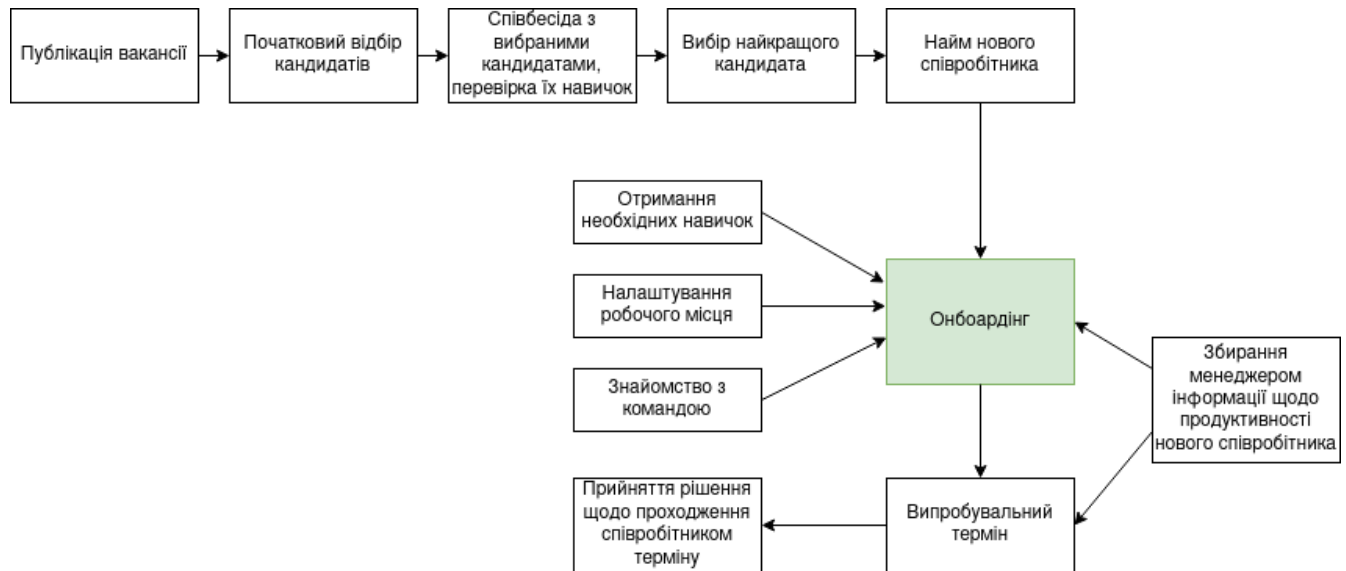 Публікація вакансії
Початковий відбір
кандидатів
Співбесіда з
вибраними
кандидатами,
перевірка їх навичок
Вибір найкращого
кандидата
Найм нового
співробітника
Отримання
необхідних навичок
Налаштування
робочого місця
Знайомство з
командою
Онбоардінг
Збирання
менеджером
інформації щодо
продуктивності
нового співробітника
Прийняття рішення
щодо проходження
співробітником
терміну
Випробувальний
термін